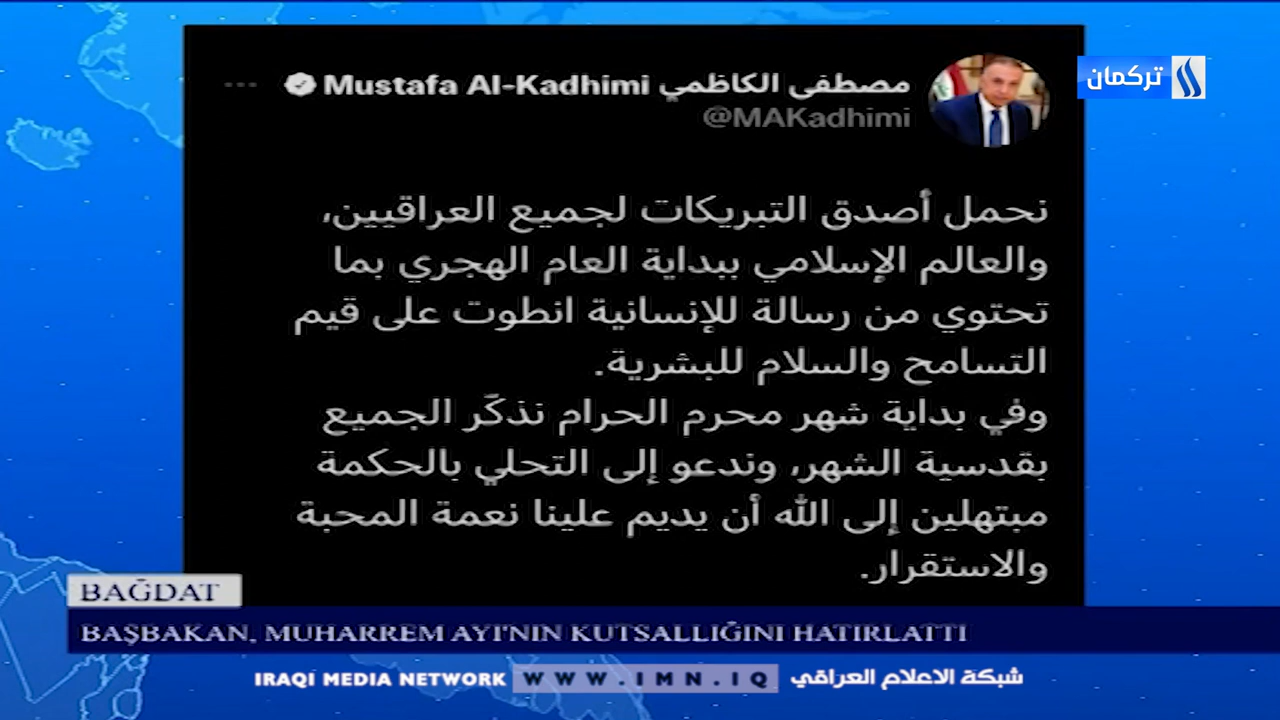 تركمان
Mustafa Al-Kadhimi مصطفى الكاظمي
@MAKadhimi
نحمل أصدق التبريكات لجميع العراقيين،
والعالم الإسلامي ببداية العام الهجري بما
تحتوي من رسالة للإنسانية انطوت على قيم
التسامح والسلام للبشرية.
وفي بداية شهر محرم الحرام نذكّر الجميع
بقدسية الشهر، وندعو إلى التحلي بالحكمة
مبتهلين إلى الله أن يديم علينا نعمة المحبة
والاستقرار.
BAĞDAT
BAŞBAKAN, MUHARREM AYI'NIN KUTSALLIĞINI HATIRLATTI
IRAQI MEDIA NETWORK WWW.IMN.IQ شبكة الاعلام العراقي